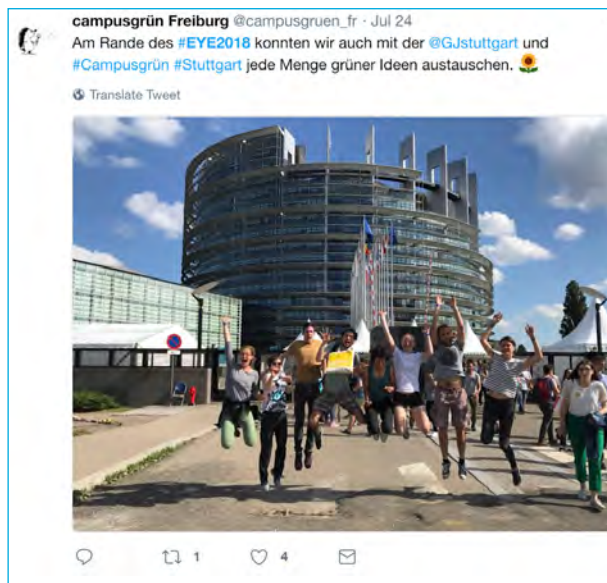 campusgrün Freiburg @campusgruen_fr · Jul 24
Am Rande des #EYE2018 konnten wir auch mit der @GJstuttgart und
#Campusgrün #Stuttgart jede Menge grüner Ideen austauschen. 🌻
Translate Tweet
1
4